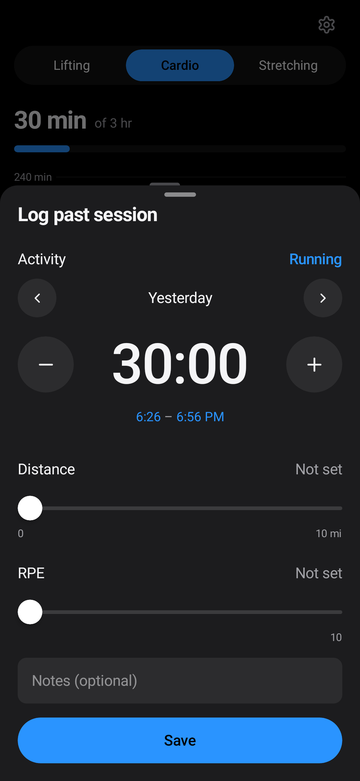 Lifting
Cardio
Stretching
30 min of 3 hr
240 min
Log past session
Activity
Running
Yesterday
30:00
6:26 – 6:56 PM
Distance
Not set
0
10 mi
RPE
Not set
10
Notes (optional)
Save